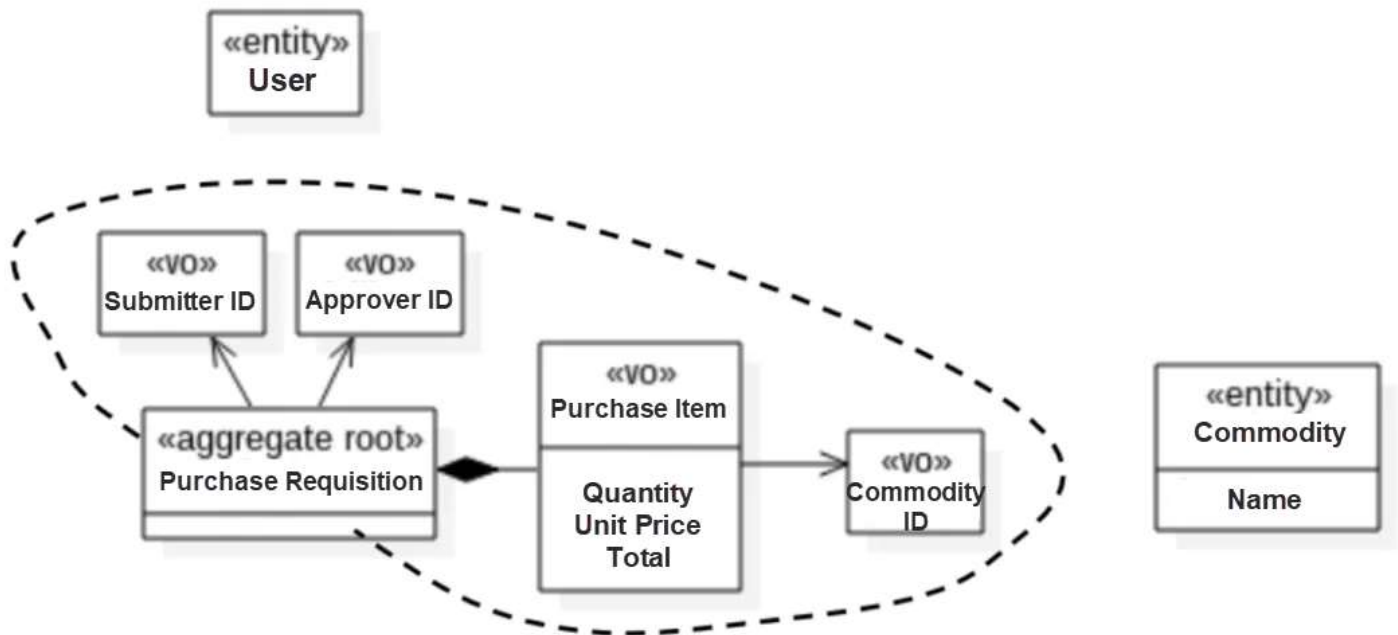 «entity»
User
«VO»
Submitter ID
«VO»
Approver ID
«VO»
Purchase Item
Quantity
Unit Price
Total
«aggregate root»
Purchase Requisition
«VO»
Commodity
ID
«entity»
Commodity
Name